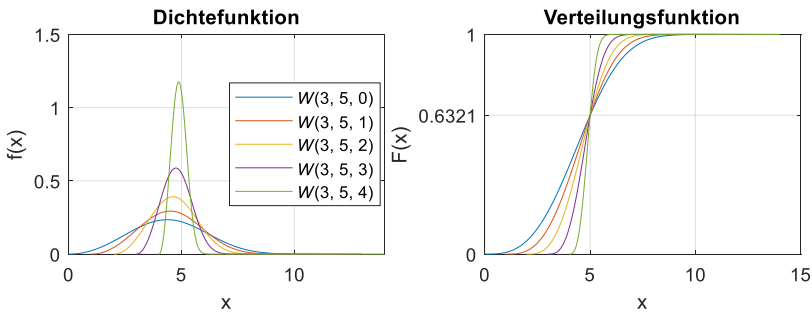 Dichtefunktion
1.5
1
0.5
0
f(x)
0 5 10
x
W(3, 5, 0)
W(3, 5, 1)
W(3, 5, 2)
W(3, 5, 3)
W(3, 5, 4)
Verteilungsfunktion
1
0.6321
0
F(x)
0 5 10 15
x